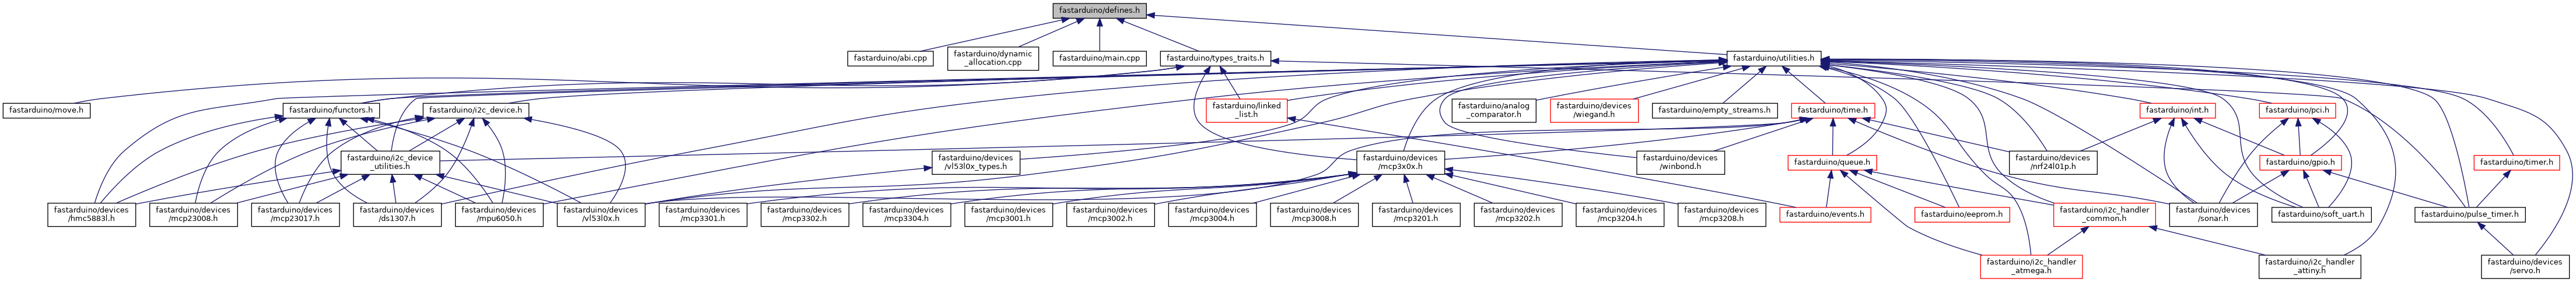 fastarduino/defines.h
fastarduino/abi.cpp
fastarduino/dynamic
_allocation.cpp
fastarduino/main.cpp
fastarduino/types_traits.h
fastarduino/utilities.h
fastarduino/move.h
fastarduino/functors.h
fastarduino/i2c_device.h
fastarduino/linked
_list.h
fastarduino/analog
_comparator.h
fastarduino/devices
/wiegand.h
fastarduino/empty_streams.h
fastarduino/time.h
fastarduino/int.h
fastarduino/pci.h
fastarduino/i2c_device
_utilities.h
fastarduino/devices
/vl53l0x_types.h
fastarduino/devices
/mcp3x0x.h
fastarduino/devices
/winbond.h
fastarduino/queue.h
fastarduino/devices
/nrf24l01p.h
fastarduino/gpio.h
fastarduino/timer.h
fastarduino/devices
/hmc5883l.h
fastarduino/devices
/mcp23008.h
fastarduino/devices
/mcp23017.h
fastarduino/devices
/ds1307.h
fastarduino/devices
/mpu6050.h
fastarduino/devices
/vl53l0x.h
fastarduino/devices
/mcp3301.h
fastarduino/devices
/mcp3302.h
fastarduino/devices
/mcp3304.h
fastarduino/devices
/mcp3001.h
fastarduino/devices
/mcp3002.h
fastarduino/devices
/mcp3004.h
fastarduino/devices
/mcp3008.h
fastarduino/devices
/mcp3201.h
fastarduino/devices
/mcp3202.h
fastarduino/devices
/mcp3204.h
fastarduino/devices
/mcp3208.h
fastarduino/events.h
fastarduino/eeprom.h
fastarduino/i2c_handler
_common.h
fastarduino/devices
/sonar.h
fastarduino/soft_uart.h
fastarduino/pulse_timer.h
fastarduino/i2c_handler
_atmega.h
fastarduino/i2c_handler
_attiny.h
fastarduino/devices
/servo.h